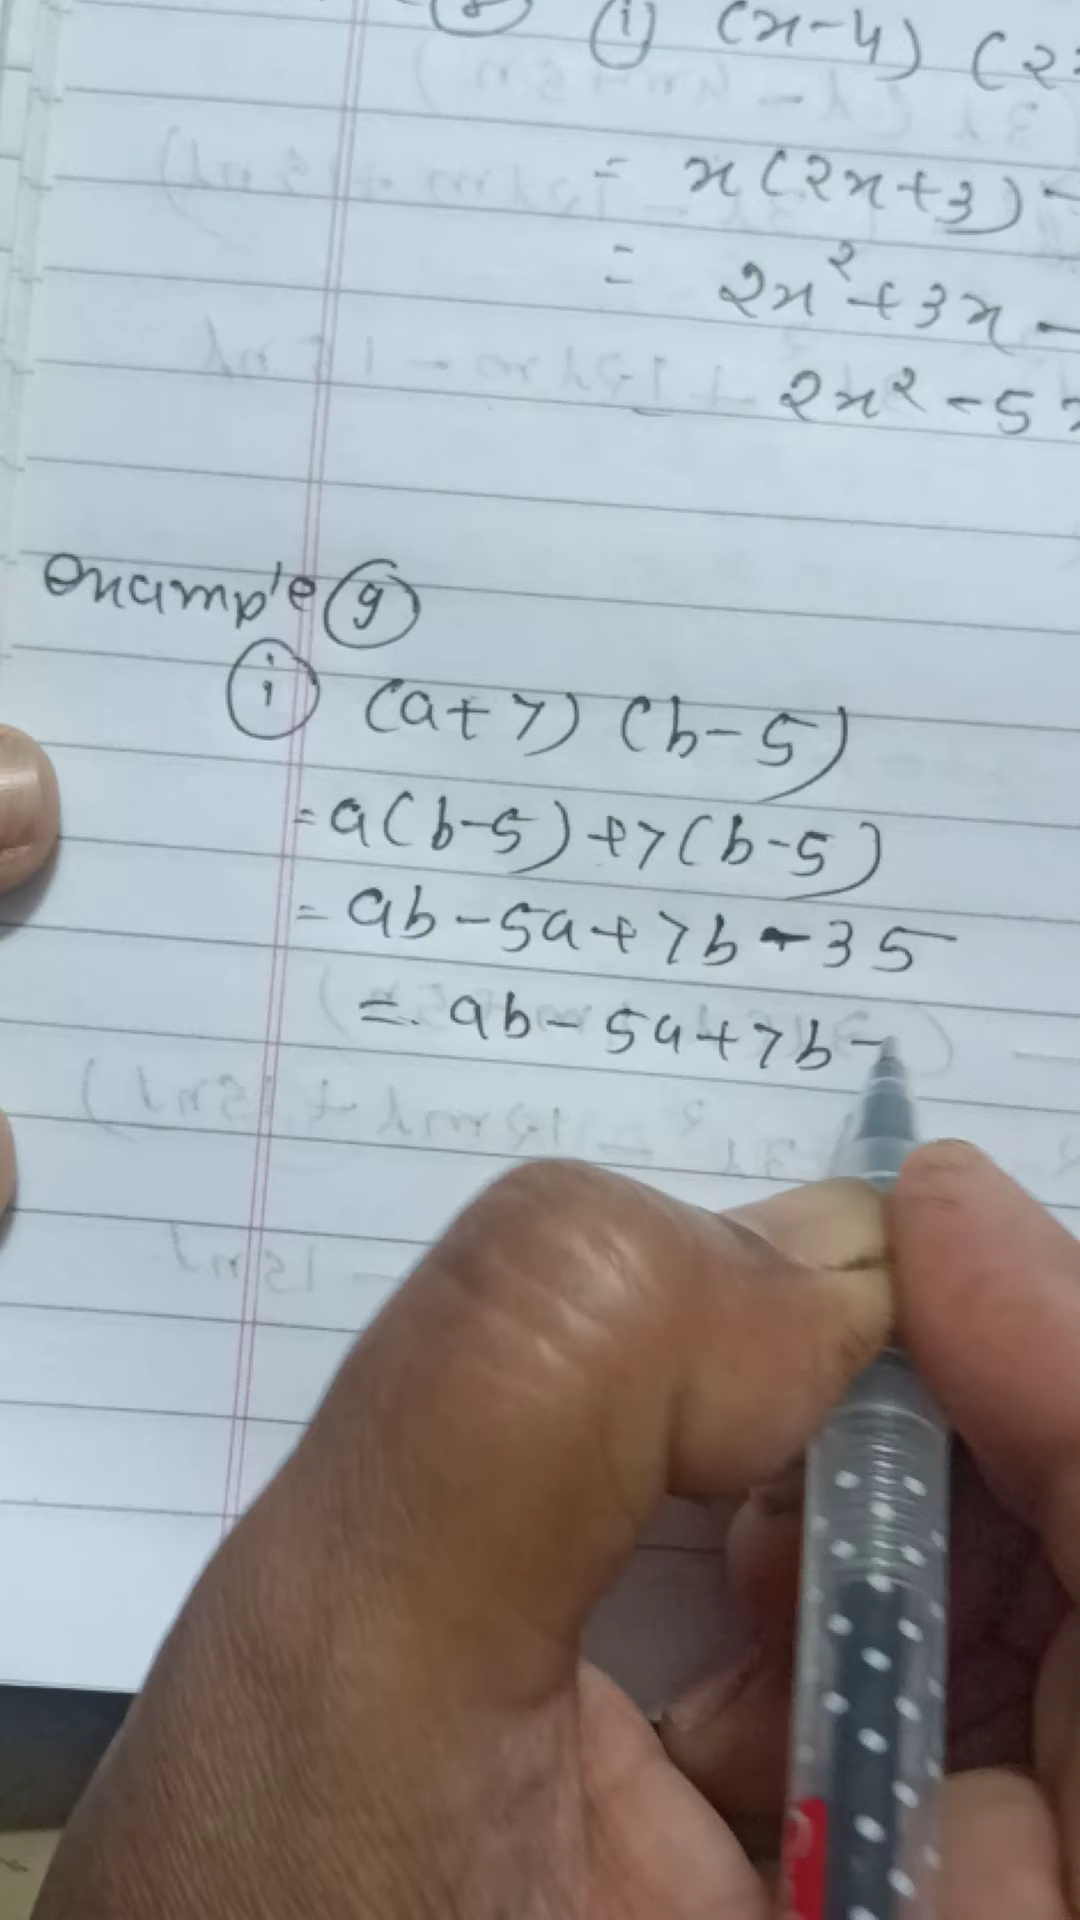 (i) (x-4) (2
= x(2x+3) -
= 2x² + 3x -
2x² - 5
Example (9)
(i) (a+7) (b-5)
= a(b-5) + 7(b-5)
= ab - 5a + 7b - 35
= ab - 5a + 7b -